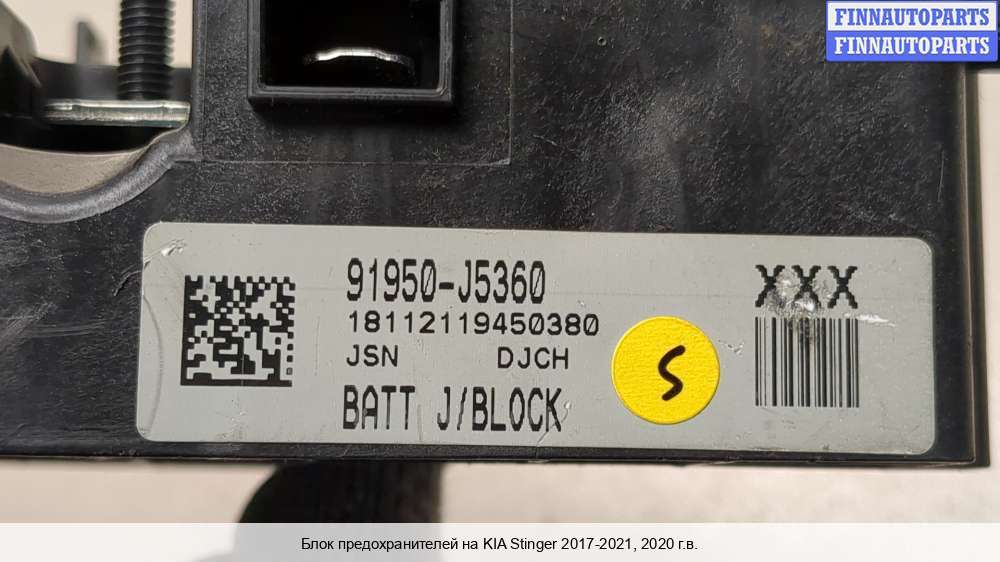 FINNAUTOPARTS
FINNAUTOPARTS
91950-J5360
XXX
18112119450380
JSN DJCH
S
BATT J/BLOCK
Блок предохранителей на KIA Stinger 2017-2021, 2020 г.в.